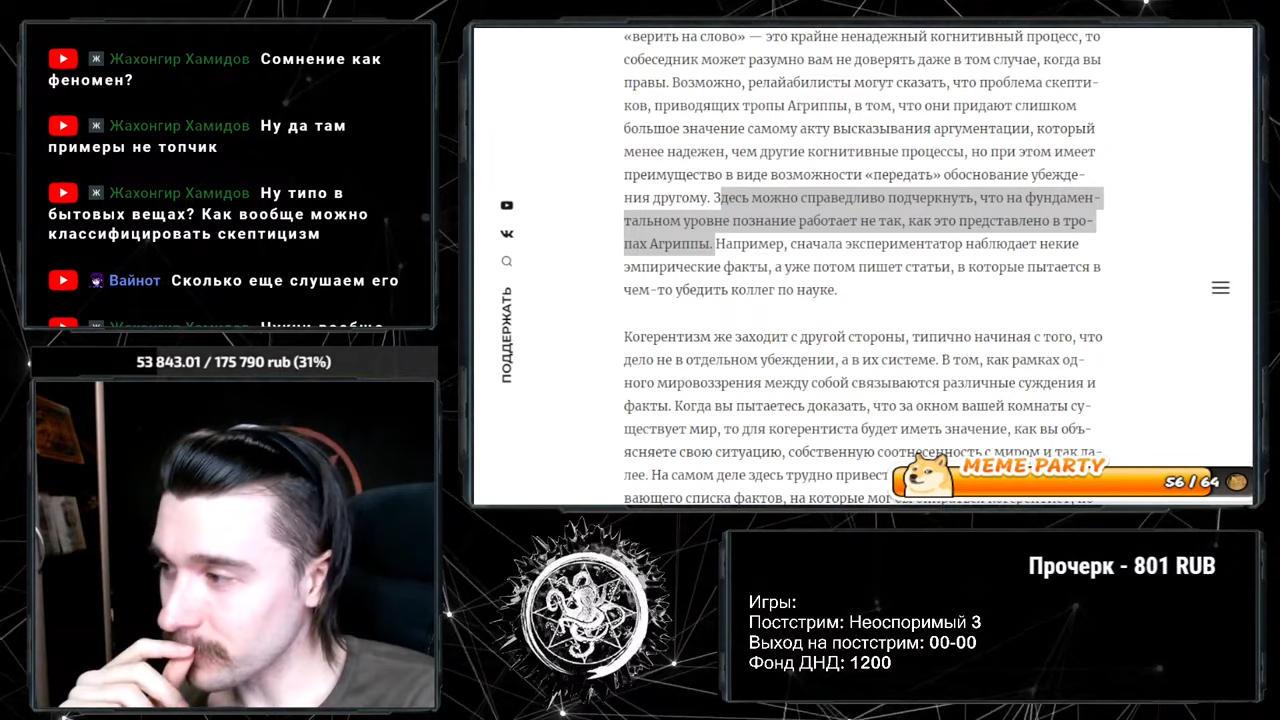 Жахонгир Хамидов Сомнение как
феномен?
Жахонгир Хамидов Ну да там
примеры не топчик
Жахонгир Хамидов Ну типо в
бытовых вещах? Как вообще можно
классифицировать скептицизм
Вайнот Сколько еще слушаем его
53 843.01 / 175 790 rub (31%)
«верить на слово» — это крайне ненадежный когнитивный процесс, то
собеседник может разумно вам не доверять даже в том случае, когда вы
правы. Возможно, релайабилисты могут сказать, что проблема скепти-
ков, приводящих тропы Агриппы, в том, что они придают слишком
большое значение самому акту высказывания аргументации, который
менее надежен, чем другие когнитивные процессы, но при этом имеет
преимущество в виде возможности «передать» обоснование убежде-
ния другому. Здесь можно справедливо подчеркнуть, что на фундамен-
тальном уровне познание работает не так, как это представлено в тро-
пах Агриппы. Например, сначала экспериментатор наблюдает некие
эмпирические факты, а уже потом пишет статьи, в которые пытается в
чем-то убедить коллег по науке.
Когерентизм же заходит с другой стороны, типично начиная с того, что
дело не в отдельном убеждении, а в их системе. В том, как рамках од-
ного мировоззрения между собой связываются различные суждения и
факты. Когда вы пытаетесь доказать, что за окном вашей комнаты су-
ществует мир, то для когерентиста будет иметь значение, как вы объ-
ясняете свою ситуацию, собственную соотнесенность с миром и так да-
лее. На самом деле здесь трудно привест
вающего списка фактов, на которые мог
ПОДДЕРЖАТЬ
MEME PARTY
56 / 64
Прочерк - 801 RUB
Игры:
Постстрим: Неоспоримый 3
Выход на постстрим: 00-00
Фонд ДНД: 1200